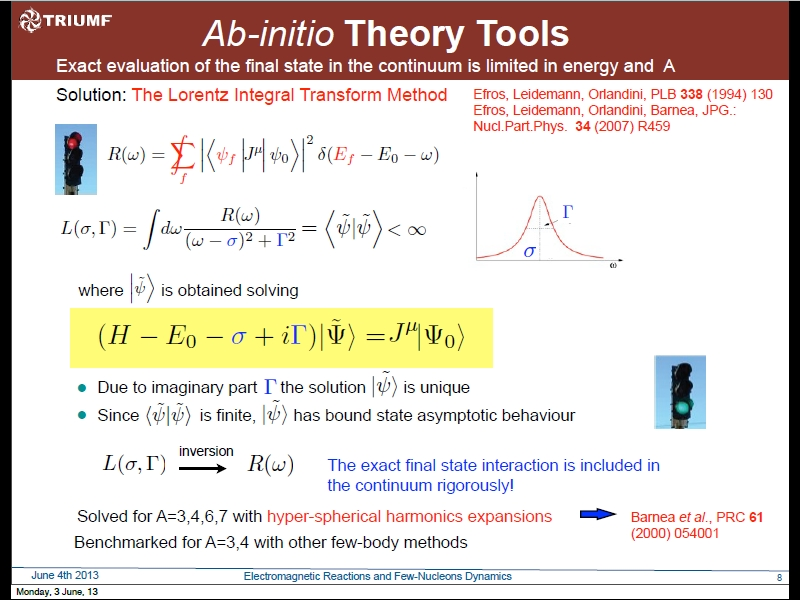 TRIUMF
Ab-initio Theory Tools
Exact evaluation of the final state in the continuum is limited in energy and A
Solution: The Lorentz Integral Transform Method
Efros, Leidemann, Orlandini, PLB 338 (1994) 130
Efros, Leidemann, Orlandini, Barnea, JPG.:
Nucl.Part.Phys. 34 (2007) R459
R(ω) = ∑∫_f |⟨ψ_f |J^μ| ψ_0⟩|^2 δ(E_f − E_0 − ω)
Γ
σ
ω
L(σ, Γ) = ∫ dω R(ω) / ((ω − σ)^2 + Γ^2) = ⟨ψ̃|ψ̃⟩ < ∞
where |ψ̃⟩ is obtained solving
(H − E_0 − σ + iΓ)|Ψ̃⟩ = J^μ|Ψ_0⟩
• Due to imaginary part Γ the solution |ψ̃⟩ is unique
• Since ⟨ψ̃|ψ̃⟩ is finite, |ψ̃⟩ has bound state asymptotic behaviour
inversion
L(σ, Γ) → R(ω)
The exact final state interaction is included in
the continuum rigorously!
Solved for A=3,4,6,7 with hyper-spherical harmonics expansions
Barnea et al., PRC 61
(2000) 054001
Benchmarked for A=3,4 with other few-body methods
June 4th 2013
Electromagnetic Reactions and Few-Nucleons Dynamics
8
Monday, 3 June, 13